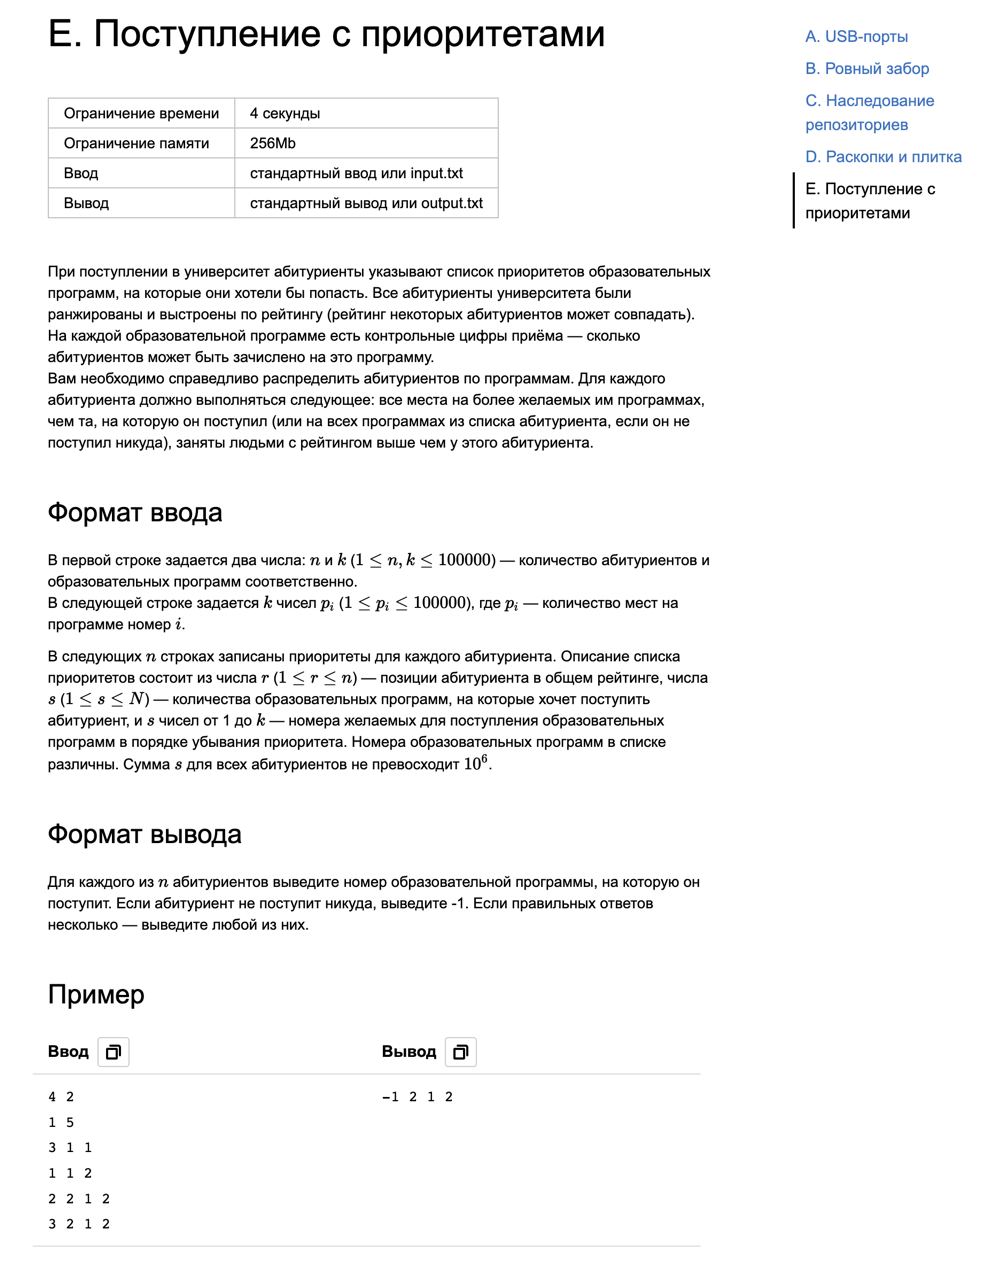 E. Поступление с приоритетами
Ограничение времени 4 секунды
Ограничение памяти 256Mb
Ввод стандартный ввод или input.txt
Вывод стандартный вывод или output.txt
При поступлении в университет абитуриенты указывают список приоритетов образовательных
программ, на которые они хотели бы попасть. Все абитуриенты университета были
ранжированы и выстроены по рейтингу (рейтинг некоторых абитуриентов может совпадать).
На каждой образовательной программе есть контрольные цифры приёма — сколько
абитуриентов может быть зачислено на это программу.
Вам необходимо справедливо распределить абитуриентов по программам. Для каждого
абитуриента должно выполняться следующее: все места на более желаемых им программах,
чем та, на которую он поступил (или на всех программах из списка абитуриента, если он не
поступил никуда), заняты людьми с рейтингом выше чем у этого абитуриента.
Формат ввода
В первой строке задается два числа: n и k (1 ≤ n, k ≤ 100000) — количество абитуриентов и
образовательных программ соответственно.
В следующей строке задается k чисел p_i (1 ≤ p_i ≤ 100000), где p_i — количество мест на
программе номер i.
В следующих n строках записаны приоритеты для каждого абитуриента. Описание списка
приоритетов состоит из числа r (1 ≤ r ≤ n) — позиции абитуриента в общем рейтинге, числа
s (1 ≤ s ≤ N) — количества образовательных программ, на которые хочет поступить
абитуриент, и s чисел от 1 до k — номера желаемых для поступления образовательных
программ в порядке убывания приоритета. Номера образовательных программ в списке
различны. Сумма s для всех абитуриентов не превосходит 10^6.
Формат вывода
Для каждого из n абитуриентов выведите номер образовательной программы, на которую он
поступит. Если абитуриент не поступит никуда, выведите -1. Если правильных ответов
несколько — выведите любой из них.
Пример
Ввод Вывод
4 2 -1 2 1 2
1 5
3 1 1
1 1 2
2 2 1 2
3 2 1 2
A. USB-порты
B. Ровный забор
C. Наследование
репозиториев
D. Раскопки и плитка
E. Поступление с
приоритетами